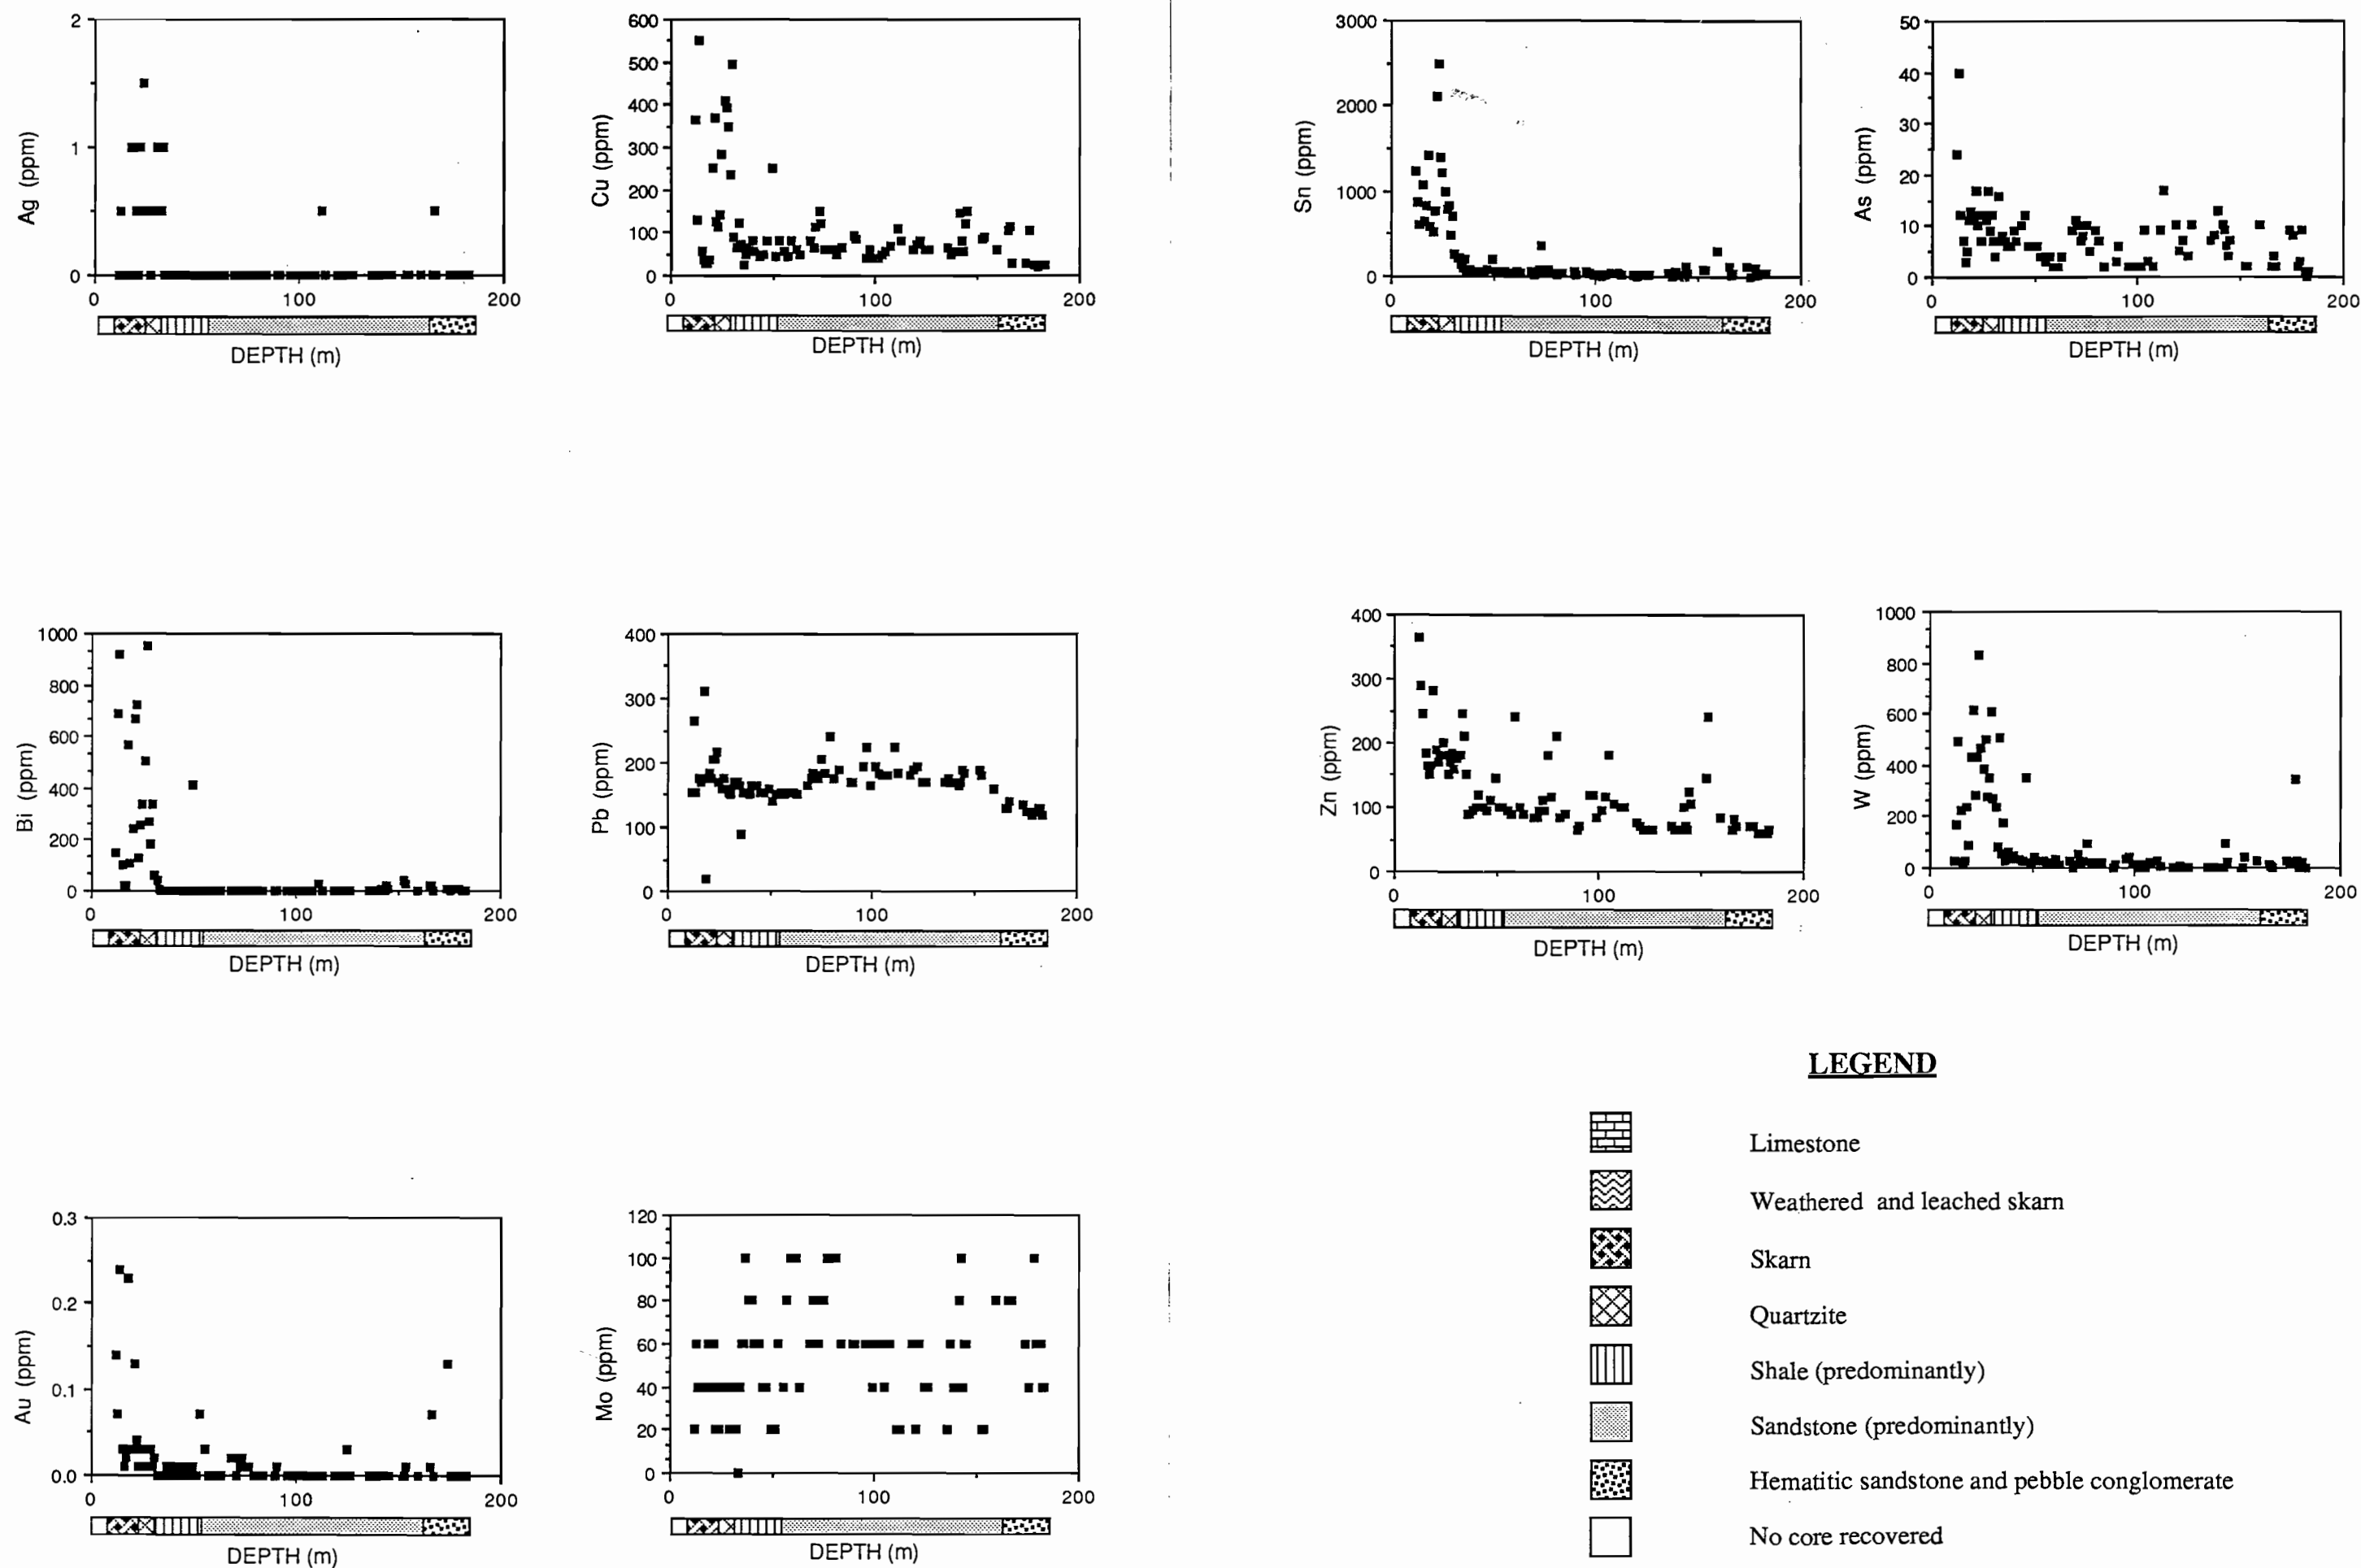 2
1
0
Ag (ppm)
0 100 200
DEPTH (m)
600
500
400
300
200
100
0
Cu (ppm)
0 100 200
DEPTH (m)
3000
2000
1000
0
Sn (ppm)
0 100 200
DEPTH (m)
50
40
30
20
10
0
As (ppm)
0 100 200
DEPTH (m)
1000
800
600
400
200
0
Bi (ppm)
0 100 200
DEPTH (m)
400
300
200
100
0
Pb (ppm)
0 100 200
DEPTH (m)
400
300
200
100
0
Zn (ppm)
0 100 200
DEPTH (m)
1000
800
600
400
200
0
W (ppm)
0 100 200
DEPTH (m)
0.3
0.2
0.1
0.0
Au (ppm)
0 100 200
DEPTH (m)
120
100
80
60
40
20
0
Mo (ppm)
0 100 200
DEPTH (m)
LEGEND
Limestone
Weathered and leached skarn
Skarn
Quartzite
Shale (predominantly)
Sandstone (predominantly)
Hematitic sandstone and pebble conglomerate
No core recovered